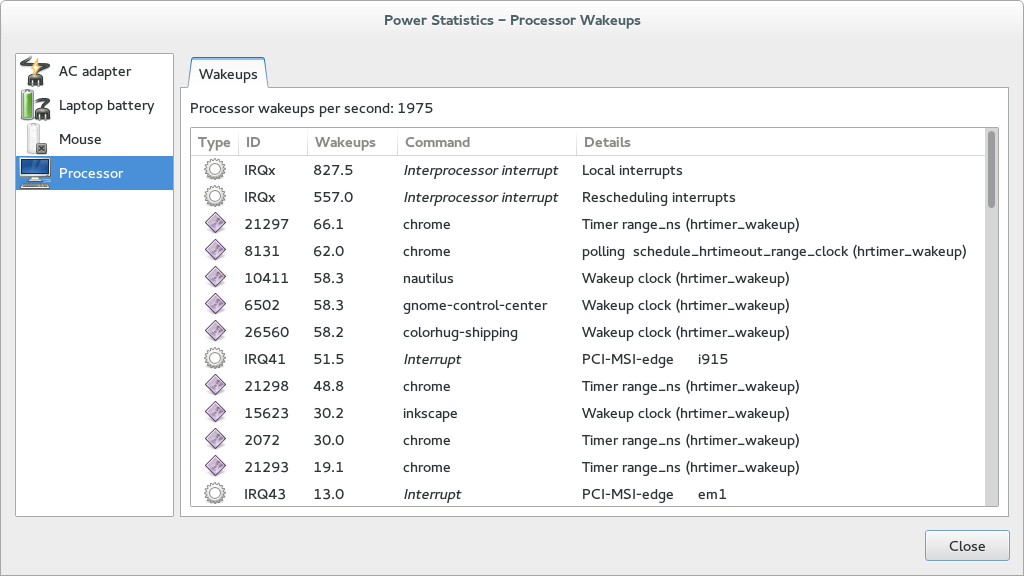 Power Statistics – Processor Wakeups
AC adapter
Laptop battery
Mouse
Processor
Wakeups
Processor wakeups per second: 1975
Type ID Wakeups Command Details
IRQx 827.5 Interprocessor interrupt Local interrupts
IRQx 557.0 Interprocessor interrupt Rescheduling interrupts
21297 66.1 chrome Timer range_ns (hrtimer_wakeup)
8131 62.0 chrome polling schedule_hrtimeout_range_clock (hrtimer_wakeup)
10411 58.3 nautilus Wakeup clock (hrtimer_wakeup)
6502 58.3 gnome-control-center Wakeup clock (hrtimer_wakeup)
26560 58.2 colorhug-shipping Wakeup clock (hrtimer_wakeup)
IRQ41 51.5 Interrupt PCI-MSI-edge i915
21298 48.8 chrome Timer range_ns (hrtimer_wakeup)
15623 30.2 inkscape Wakeup clock (hrtimer_wakeup)
2072 30.0 chrome Timer range_ns (hrtimer_wakeup)
21293 19.1 chrome Timer range_ns (hrtimer_wakeup)
IRQ43 13.0 Interrupt PCI-MSI-edge em1
Close